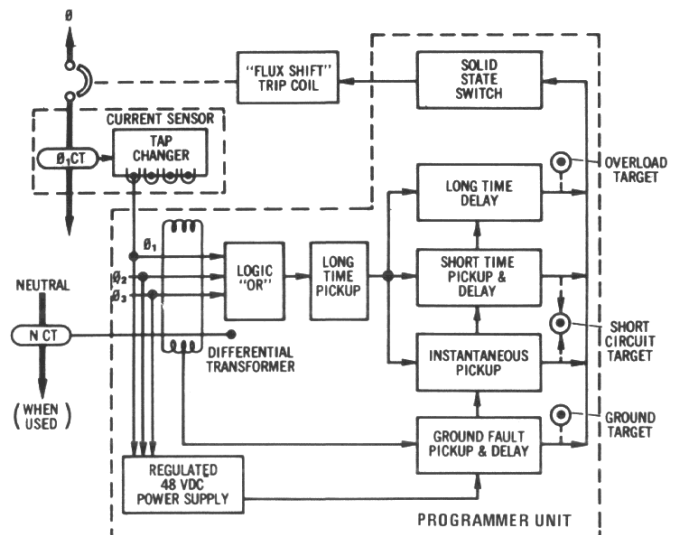 Ø
"FLUX SHIFT"
TRIP COIL
SOLID
STATE
SWITCH
CURRENT SENSOR
TAP
CHANGER
Ø₁CT
OVERLOAD
TARGET
LONG TIME
DELAY
Ø₁
Ø₂
Ø₃
LOGIC
"OR"
LONG
TIME
PICKUP
SHORT TIME
PICKUP &
DELAY
NEUTRAL
N CT
DIFFERENTIAL
TRANSFORMER
SHORT
CIRCUIT
TARGET
INSTANTANEOUS
PICKUP
(WHEN
USED)
GROUND
TARGET
GROUND FAULT
PICKUP & DELAY
REGULATED
48 VDC
POWER SUPPLY
PROGRAMMER UNIT